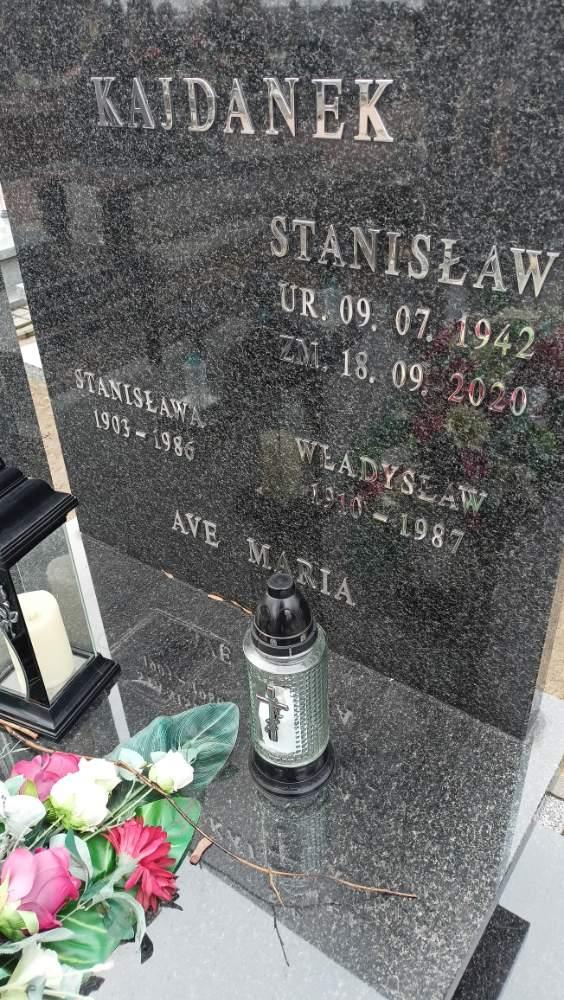 KAJDANEK
STANISŁAW
UR. 09. 07. 1942
ZM. 18. 09. 2020
STANISŁAWA
1903 – 1986
WŁADYSŁAW
1910 – 1987
AVE MARIA